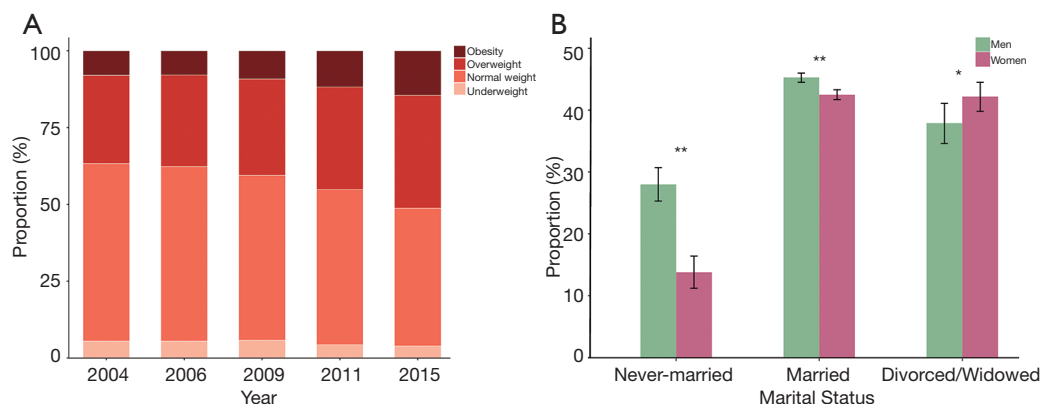 A
Proportion (%)
100
75
50
25
0
2004 2006 2009 2011 2015
Year
Obesity
Overweight
Normal weight
Underweight
B
Proportion (%)
50
40
30
20
10
0
Men
Women
**
**
*
Never-married Married Divorced/Widowed
Marital Status